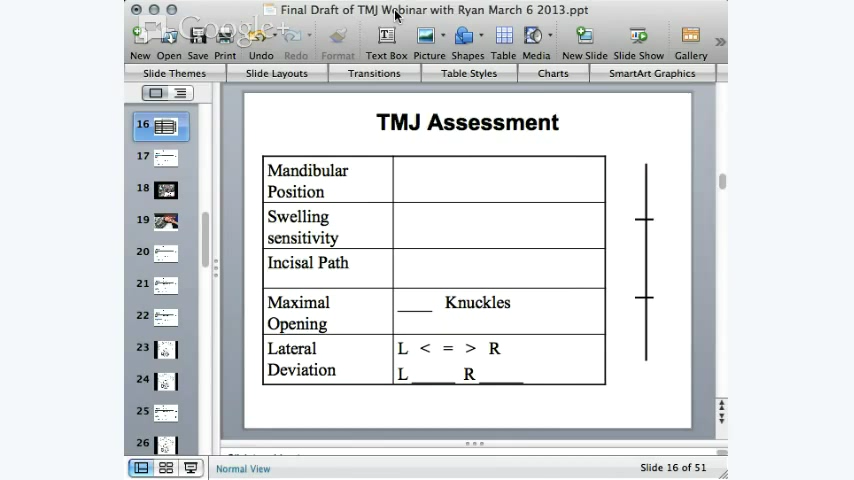 Final Draft of TMJ Webinar with Ryan March 6 2013.ppt
Google+
New Open Save Print Undo Redo Format Text Box Picture Shapes Table Media New Slide Slide Show Gallery
Slide Themes Slide Layouts Transitions Table Styles Charts SmartArt Graphics
16
17
18
19
20
21
22
23
24
25
26
TMJ Assessment
Mandibular
Position
Swelling
sensitivity
Incisal Path
Maximal
Opening
____ Knuckles
Lateral
Deviation
L < = > R
L _____ R _____
Normal View
Slide 16 of 51